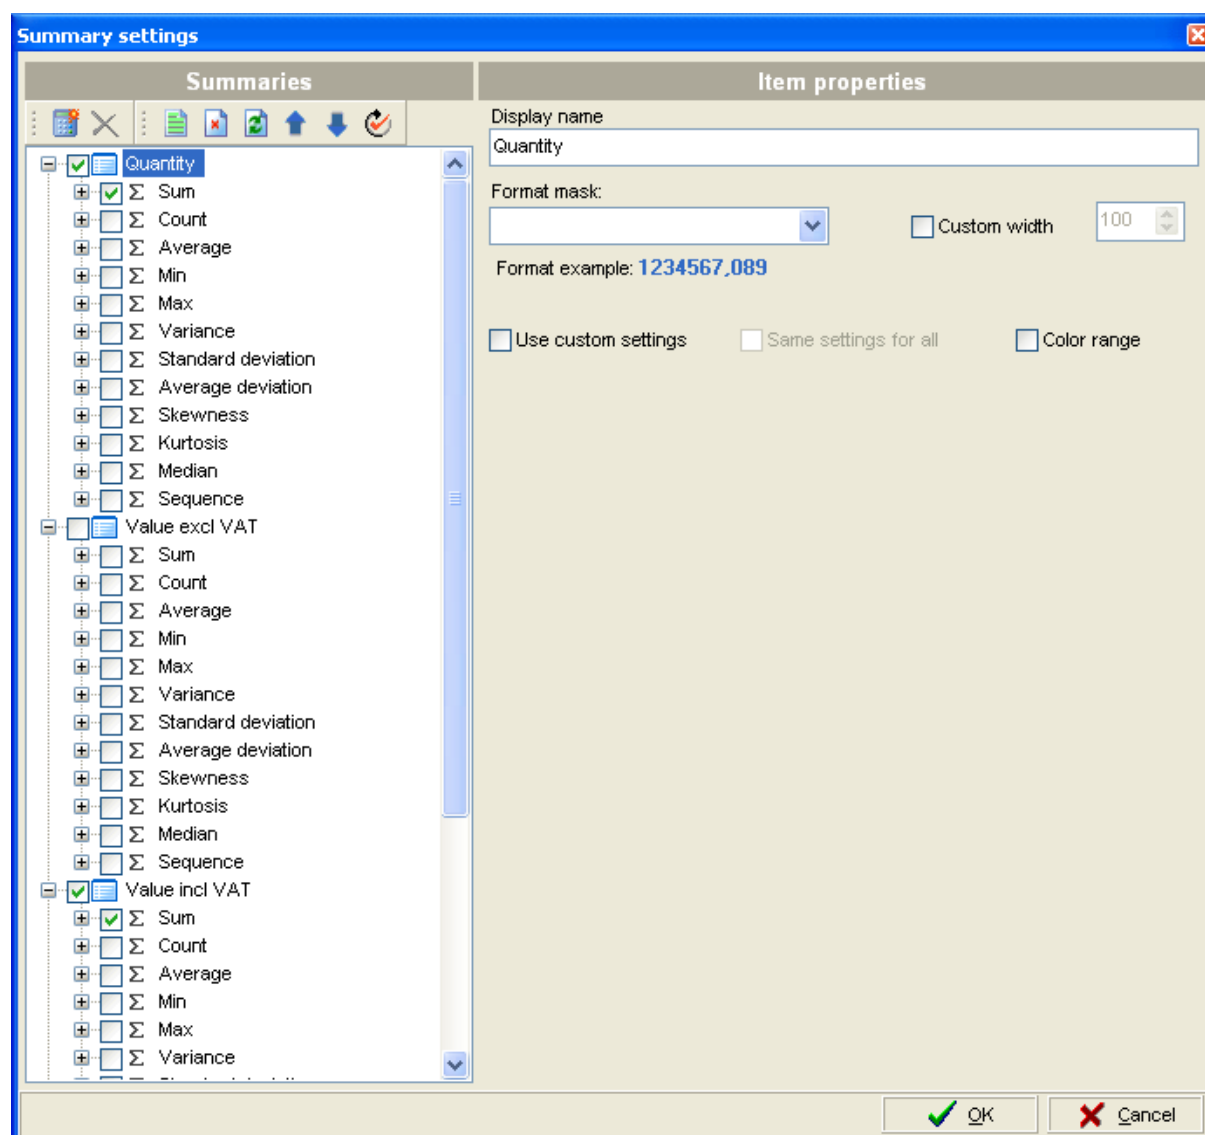 Summary settings
Summaries
Item properties
Quantity
Sum
Count
Average
Min
Max
Variance
Standard deviation
Average deviation
Skewness
Kurtosis
Median
Sequence
Value excl VAT
Sum
Count
Average
Min
Max
Variance
Standard deviation
Average deviation
Skewness
Kurtosis
Median
Sequence
Value incl VAT
Sum
Count
Average
Min
Max
Variance
Display name
Quantity
Format mask:
Custom width
100
Format example: 1234567,089
Use custom settings
Same settings for all
Color range
OK
Cancel